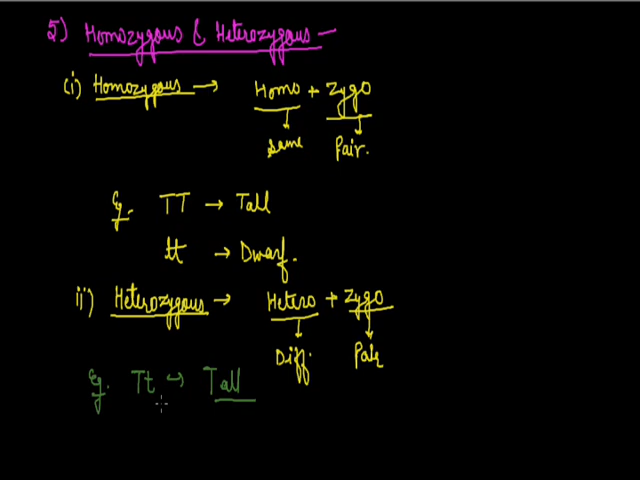 5) Homozygous & Heterozygous -
(i) Homozygous → Homo + Zygo
same Pair.
Eg. TT → Tall
tt → Dwarf.
ii) Heterozygous → Hetero + Zygo
Diff. Pair
Eg. Tt → Tall